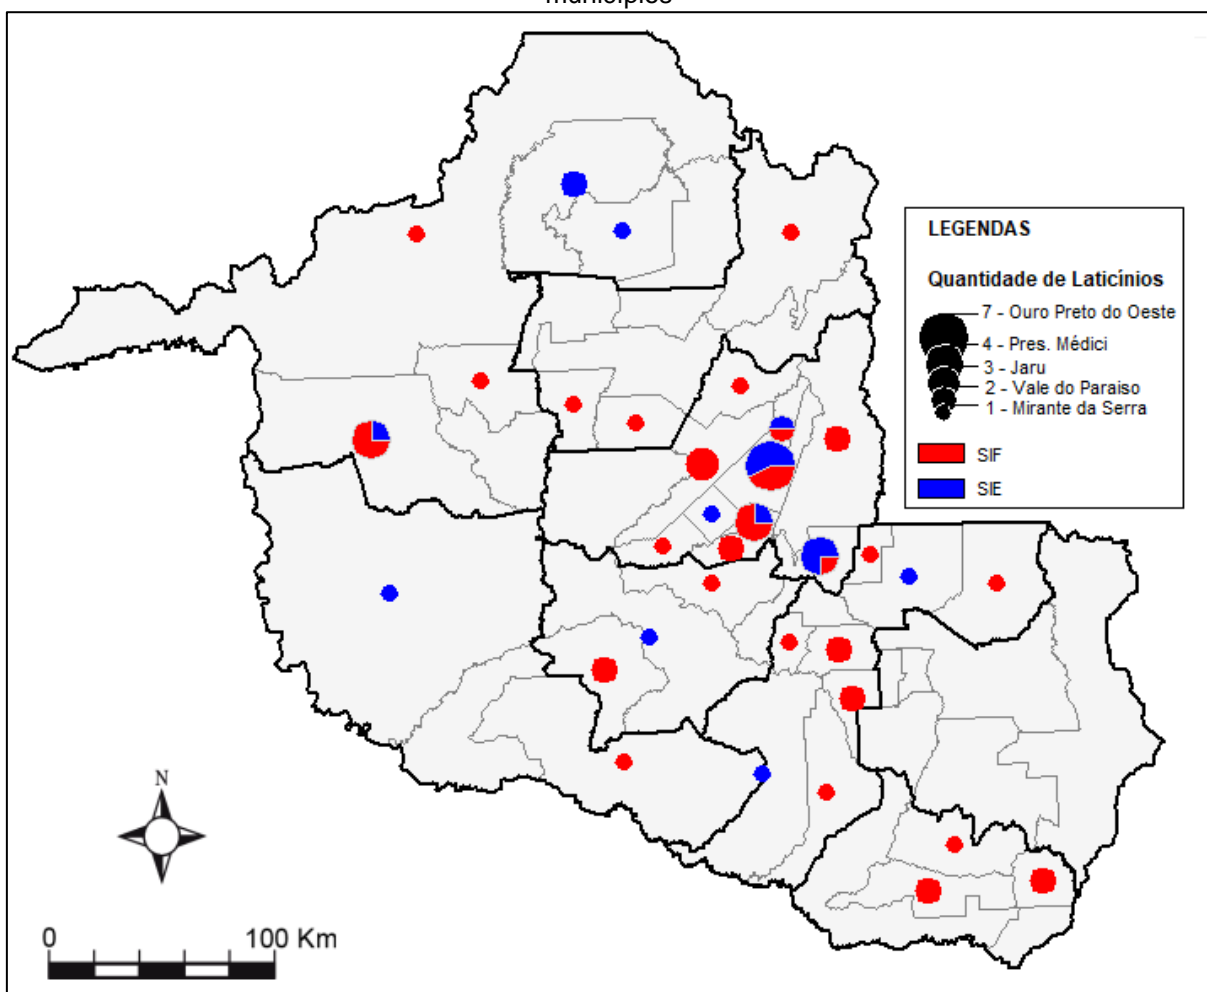 municípios
LEGENDAS
Quantidade de Laticínios
7 - Ouro Preto do Oeste
4 - Pres. Médici
3 - Jaru
2 - Vale do Paraiso
1 - Mirante da Serra
SIF
SIE
N
0 100 Km